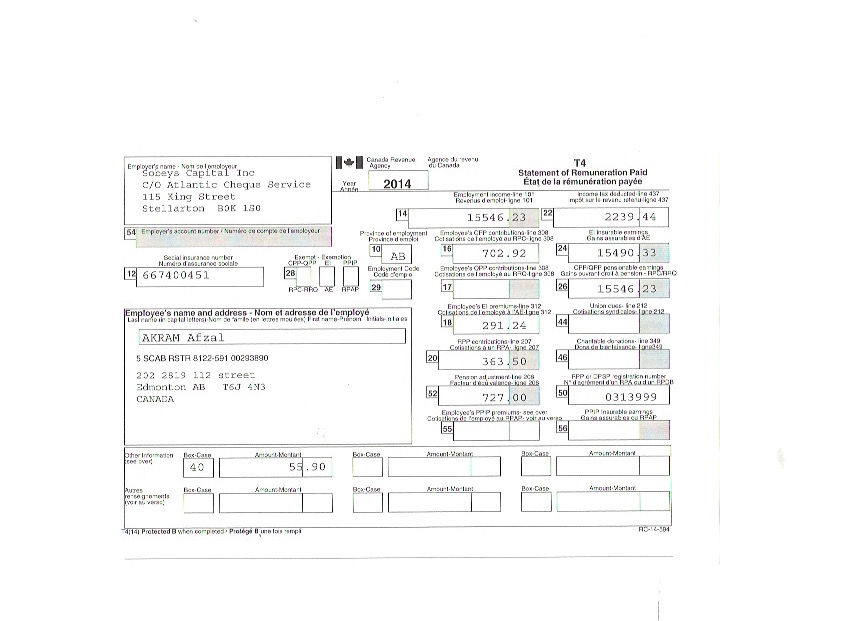 Employer's name - Nom de l'employeur
Sobeys Capital Inc
C/O Atlantic Cheque Service
115 King Street
Stellarton B0K 1S0
Canada Revenue Agency
Agence du revenu du Canada
Year
Année
2014
T4
Statement of Remuneration Paid
État de la rémunération payée
Employment income-line 101
Revenus d'emploi-ligne 101
14 15546.23
Income tax deducted-line 437
Impôt sur le revenu retenu-ligne 437
22 2239.44
54 Employer's account number / Numéro de compte de l'employeur
Province of employment
Province d'emploi
10 AB
Employee's CPP contributions-line 308
Cotisations de l'employé au RPC-ligne 308
16 702.92
EI insurable earnings
Gains assurables d'AE
24 15490.33
Social insurance number
Numéro d'assurance sociale
12 667400451
Exempt - Exemption
CPP-QPP EI PPIP
28
RPC-RRQ AE RPAP
Employment Code
Code d'emploi
29
Employee's QPP contributions-line 308
Cotisations de l'employé au RRQ-ligne 308
17
CPP/QPP pensionable earnings
Gains ouvrant droit à pension - RPC/RRQ
26 15546.23
Employee's name and address - Nom et adresse de l'employé
Last name (in capital letters)-Nom de famille (en lettres moulées) First name-Prénom Initials-Initiales
AKRAM Afzal
5 SCAB RSTR 8122-591 00293890
202 2819 112 street
Edmonton AB T6J 4N3
CANADA
Employee's EI premiums-line 312
Cotisations de l'employé à l'AE-ligne 312
18 291.24
Union dues- line 212
Cotisations syndicales- ligne 212
44
RPP contributions-line 207
Cotisations à un RPA-ligne 207
20 363.50
Charitable donations-line 349
Dons de bienfaisance- ligne349
46
Pension adjustment-line 206
Facteur d'équivalence-ligne 206
52 727.00
RPP or DPSP registration number
N° d'agrément d'un RPA ou d'un RPDB
50 0313999
Employee's PPIP premiums- see over
Cotisations de l'employé au RPAP- voir au verso
55
PPIP insurable earnings
Gains assurables du RPAP
56
Other Information
(see over)
Box-Case Amount-Montant Box-Case Amount-Montant Box-Case Amount-Montant
40 55.90
Autres
renseignements
(voir au verso)
Box-Case Amount-Montant Box-Case Amount-Montant Box-Case Amount-Montant
T4(14) Protected B when completed / Protégé B une fois rempli
RC-14-584